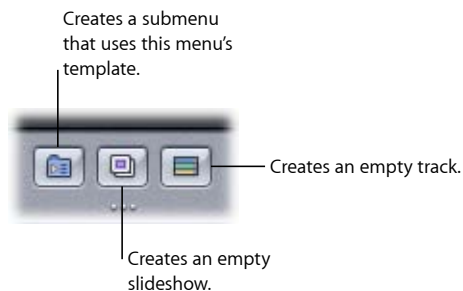 Creates a submenu
that uses this menu’s
template.
Creates an empty track.
Creates an empty
slideshow.